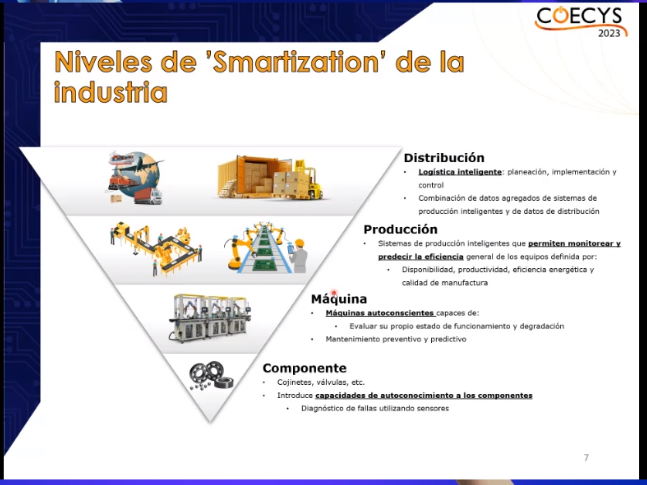 COECYS
2023
Niveles de 'Smartization' de la
industria
Distribución
• Logística inteligente: planeación, implementación y
control
• Combinación de datos agregados de sistemas de
producción inteligentes y de datos de distribución
Producción
• Sistemas de producción inteligentes que permiten monitorear y
predecir la eficiencia general de los equipos definida por:
• Disponibilidad, productividad, eficiencia energética y
calidad de manufactura
Máquina
• Máquinas autoconscientes capaces de:
• Evaluar su propio estado de funcionamiento y degradación
• Mantenimiento preventivo y predictivo
Componente
• Cojinetes, válvulas, etc.
• Introduce capacidades de autoconocimiento a los componentes
• Diagnóstico de fallas utilizando sensores
7